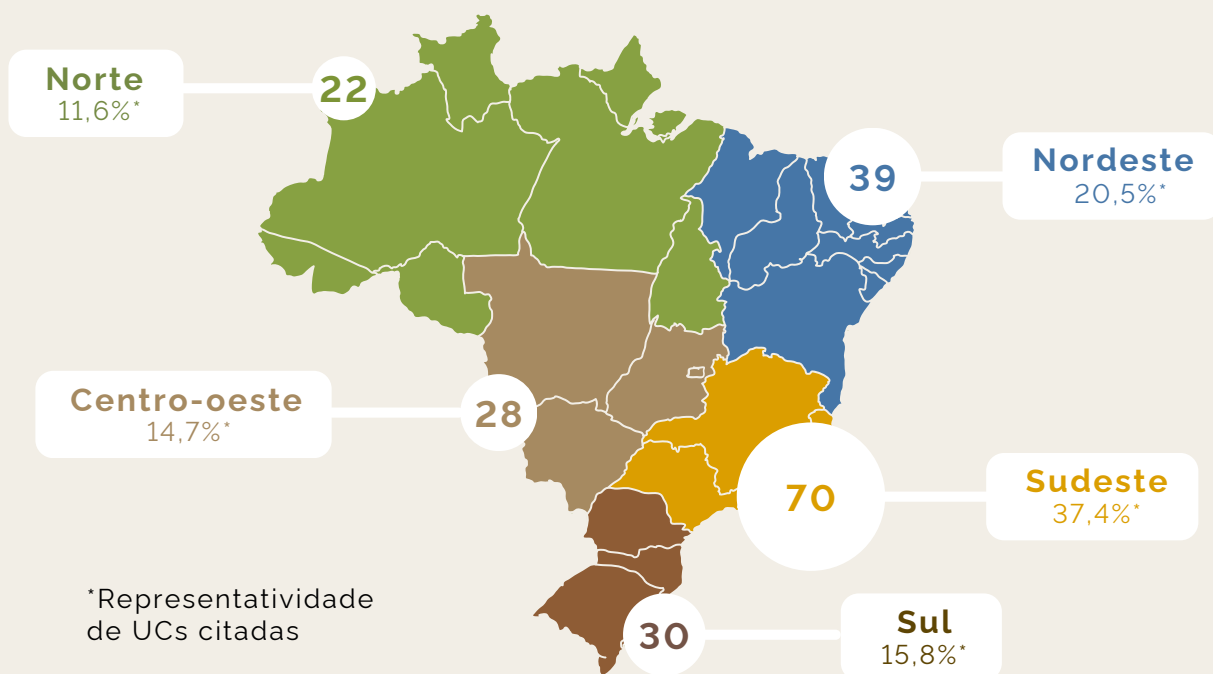 Norte
11,6%*
22
39
Nordeste
20,5%*
Centro-oeste
14,7%*
28
70
Sudeste
37,4%*
*Representatividade
de UCs citadas
30
Sul
15,8%*